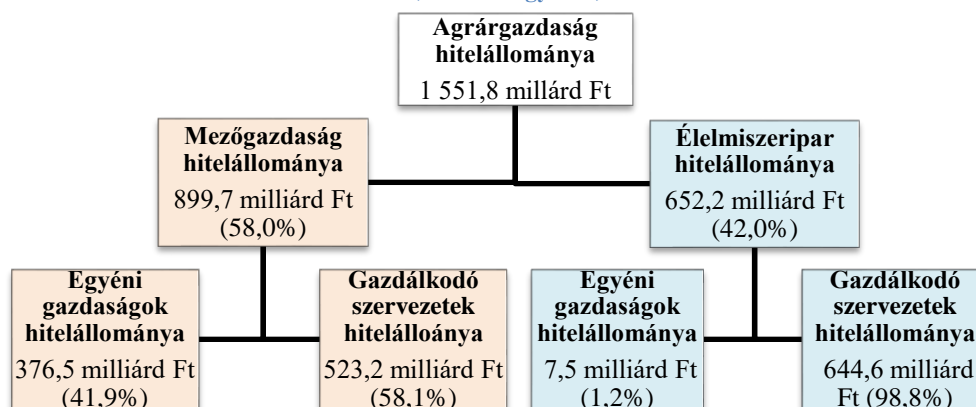 Agrárgazdaság
hitelállománya
1 551,8 millárd Ft
Mezőgazdaság
hitelállománya
899,7 milliárd Ft
(58,0%)
Élelmiszeripar
hitelállománya
652,2 milliárd Ft
(42,0%)
Egyéni
gazdaságok
hitelállománya
376,5 milliárd Ft
(41,9%)
Gazdálkodó
szervezetek
hitelálloánya
523,2 milliárd Ft
(58,1%)
Egyéni
gazdaságok
hitelállománya
7,5 milliárd Ft
(1,2%)
Gazdálkodó
szervezetek
hitelállománya
644,6 milliárd
Ft (98,8%)